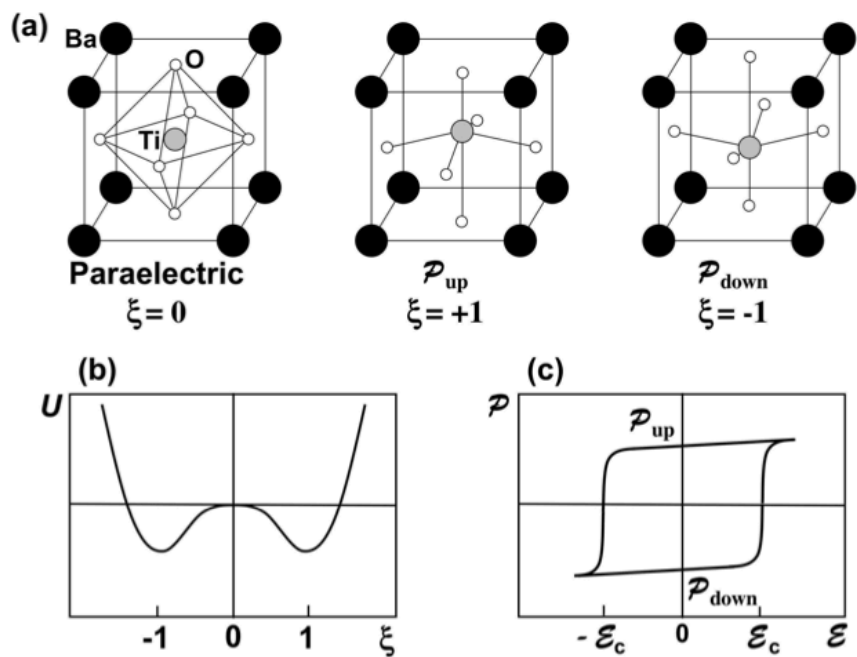 (a)
Ba
O
Ti
Paraelectric
ξ = 0
𝒫up
ξ = +1
𝒫down
ξ = -1
(b)
U
-1 0 1 ξ
(c)
𝒫
𝒫up
𝒫down
-ℰc 0 ℰc ℰ